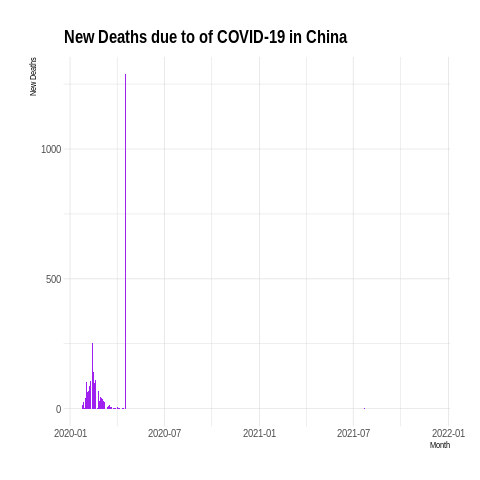 New Deaths due to of COVID-19 in China
New Deaths
1000
500
0
2020-01 2020-07 2021-01 2021-07 2022-01
Month